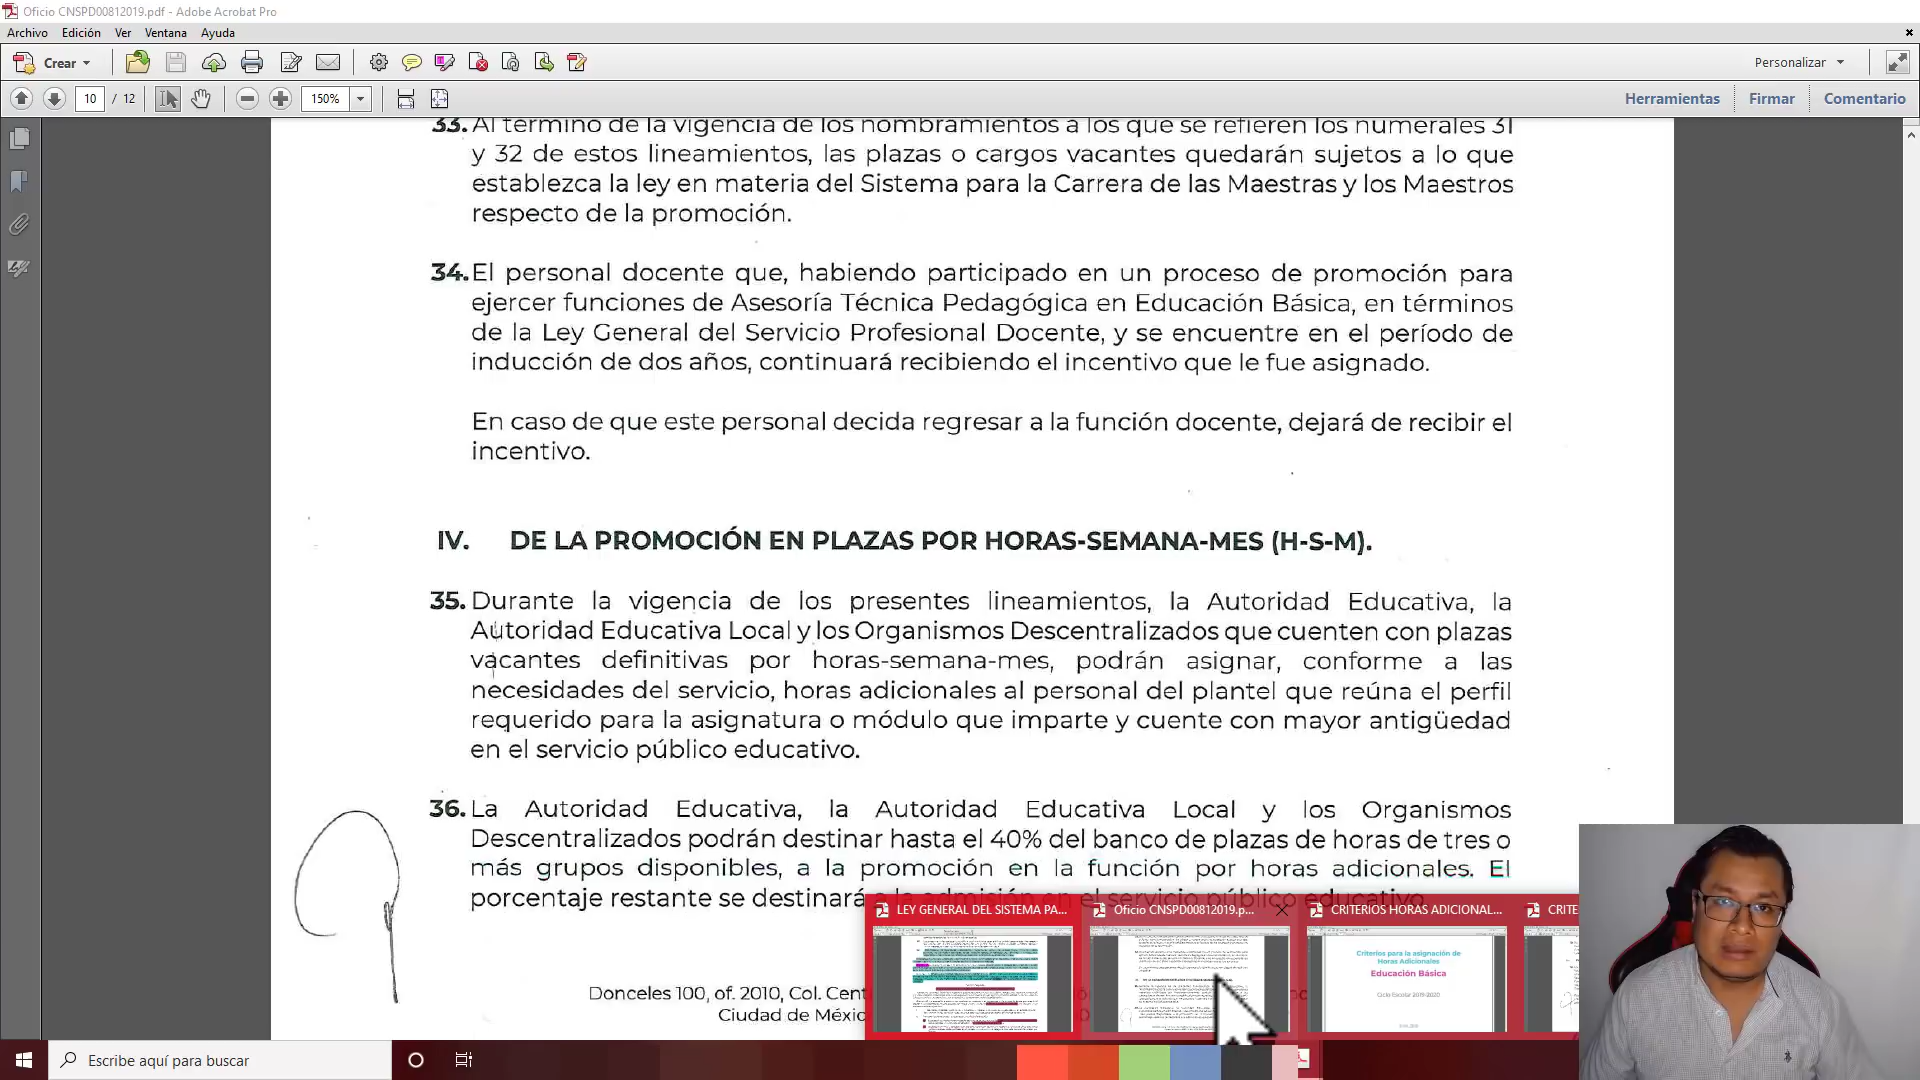 Oficio CNSPD00812019.pdf - Adobe Acrobat Pro
Archivo Edición Ver Ventana Ayuda
Crear Personalizar
10 / 12 150% Herramientas Firmar Comentario
33. Al término de la vigencia de los nombramientos a los que se refieren los numerales 31
y 32 de estos lineamientos, las plazas o cargos vacantes quedarán sujetos a lo que
establezca la ley en materia del Sistema para la Carrera de las Maestras y los Maestros
respecto de la promoción.
34. El personal docente que, habiendo participado en un proceso de promoción para
ejercer funciones de Asesoría Técnica Pedagógica en Educación Básica, en términos
de la Ley General del Servicio Profesional Docente, y se encuentre en el período de
inducción de dos años, continuará recibiendo el incentivo que le fue asignado.
En caso de que este personal decida regresar a la función docente, dejará de recibir el
incentivo.
IV. DE LA PROMOCIÓN EN PLAZAS POR HORAS-SEMANA-MES (H-S-M).
35. Durante la vigencia de los presentes lineamientos, la Autoridad Educativa, la
Autoridad Educativa Local y los Organismos Descentralizados que cuenten con plazas
vacantes definitivas por horas-semana-mes, podrán asignar, conforme a las
necesidades del servicio, horas adicionales al personal del plantel que reúna el perfil
requerido para la asignatura o módulo que imparte y cuente con mayor antigüedad
en el servicio público educativo.
36. La Autoridad Educativa, la Autoridad Educativa Local y los Organismos
Descentralizados podrán destinar hasta el 40% del banco de plazas de horas de tres o
más grupos disponibles, a la promoción en la función por horas adicionales. El
porcentaje restante se destinará a la admisión en el servicio público educativo.
LEY GENERAL DEL SISTEMA PA... Oficio CNSPD00812019.p... CRITERIOS HORAS ADICIONAL... CRITE
Criterios para la asignación de
Horas Adicionales
Educación Básica
Ciclo Escolar 2019-2020
Donceles 100, of. 2010, Col. Cent
Ciudad de Méxic
Escribe aquí para buscar